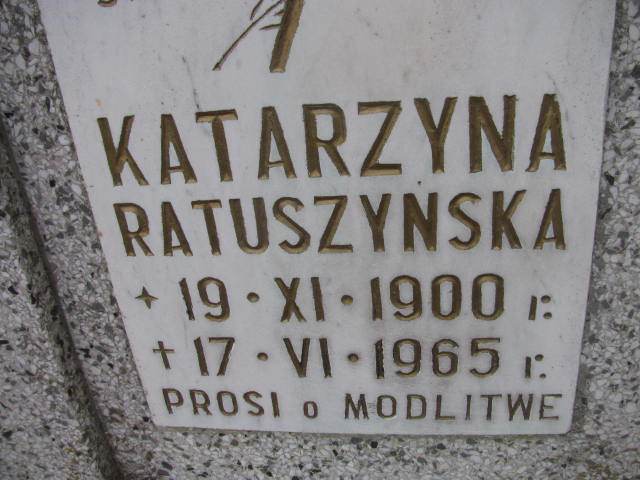 KATARZYNA
RATUSZYNSKA
19 · XI · 1900 r:
17 · VI · 1965 r:
PROSI o MODLITWE